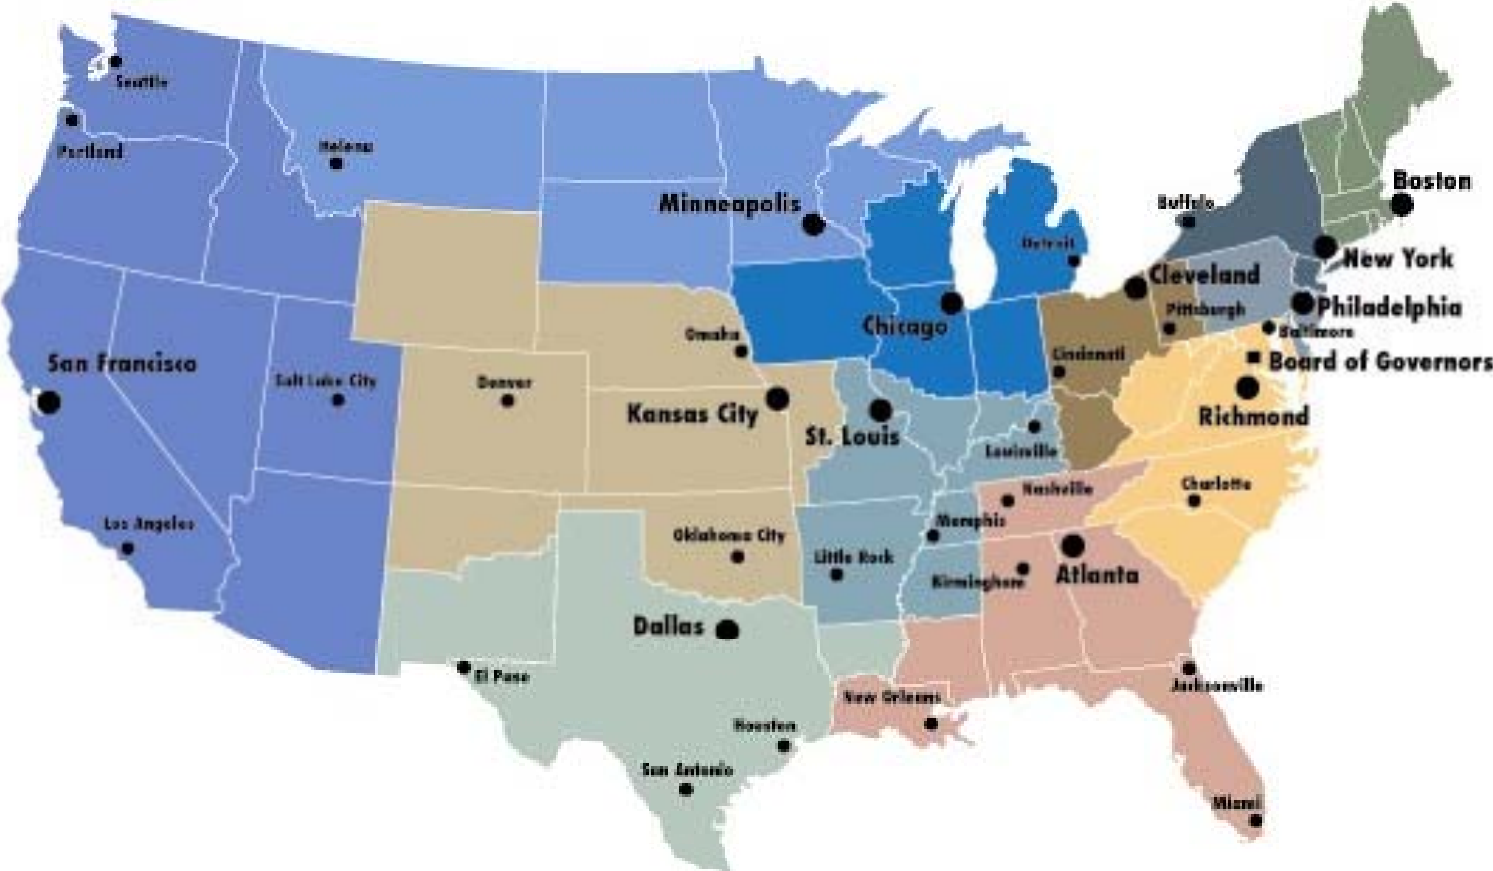 Seattle
Portland
Helena
Minneapolis
Buffalo
Boston
Detroit
New York
Cleveland
Pittsburgh
Philadelphia
Chicago
Omaha
Baltimore
Cincinnati
Board of Governors
San Francisco
Salt Lake City
Denver
Kansas City
St. Louis
Richmond
Louisville
Charlotte
Nashville
Los Angeles
Memphis
Oklahoma City
Little Rock
Birmingham
Atlanta
Dallas
El Paso
Jacksonville
New Orleans
Houston
San Antonio
Miami